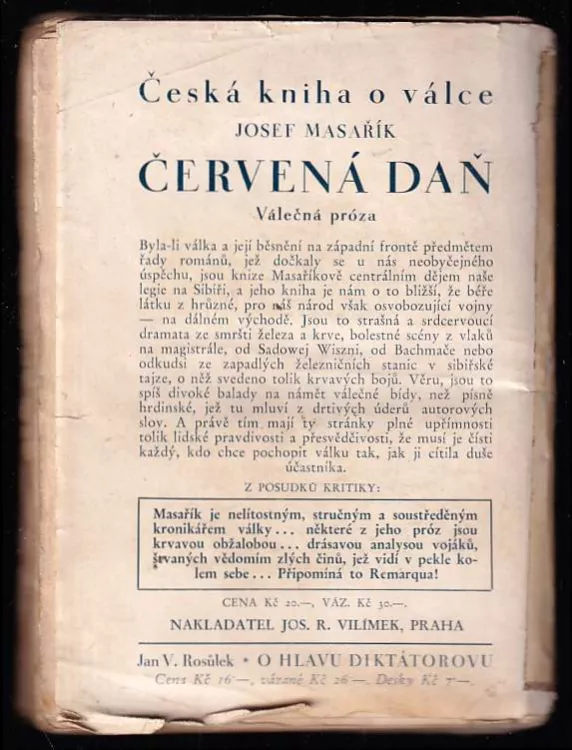 Česká kniha o válce
JOSEF MASAŘÍK
ČERVENÁ DAŇ
Válečná próza
Byla-li válka a její běsnění na západní frontě předmětem
řady románů, jež dočkaly se u nás neobyčejného
úspěchu, jsou knize Masaříkově centrálním dějem naše
legie na Sibiři, a jeho kniha je nám o to bližší, že béře
látku z hrůzné, pro náš národ však osvobozující vojny
— na dálném východě. Jsou to strašná a srdcervoucí
dramata ze smršti železa a krve, bolestné scény z vlaků
na magistrále, od Sadowej Wiszni, od Bachmače nebo
odkudsi ze zapadlých železničních stanic v sibiřské
tajze, o něž svedeno tolik krvavých bojů. Věru, jsou to
spíš divoké balady na námět válečné bídy, než písně
hrdinské, jež tu mluví z drtivých úderů autorových
slov. A právě tím mají ty stránky plné upřímnosti
tolik lidské pravdivosti a přesvědčivosti, že musí je čísti
každý, kdo chce pochopit válku tak, jak ji cítila duše
účastníka.
Z POSUDKŮ KRITIKY:
Masařík je nelítostným, stručným a soustředěným
kronikářem války... některé z jeho próz jsou
krvavou obžalobou... drásavou analysou vojáků,
štvaných vědomím zlých činů, jež vidí v pekle ko-
lem sebe... Připomíná to Remarqua!
CENA Kč 20.—, VÁZ. Kč 30.—.
NAKLADATEL JOS. R. VILÍMEK, PRAHA
Jan V. Rosůlek • O HLAVU DIKTÁTOROVU
Cena Kč 16—, vázané Kč 26—. Desky Kč 7—.